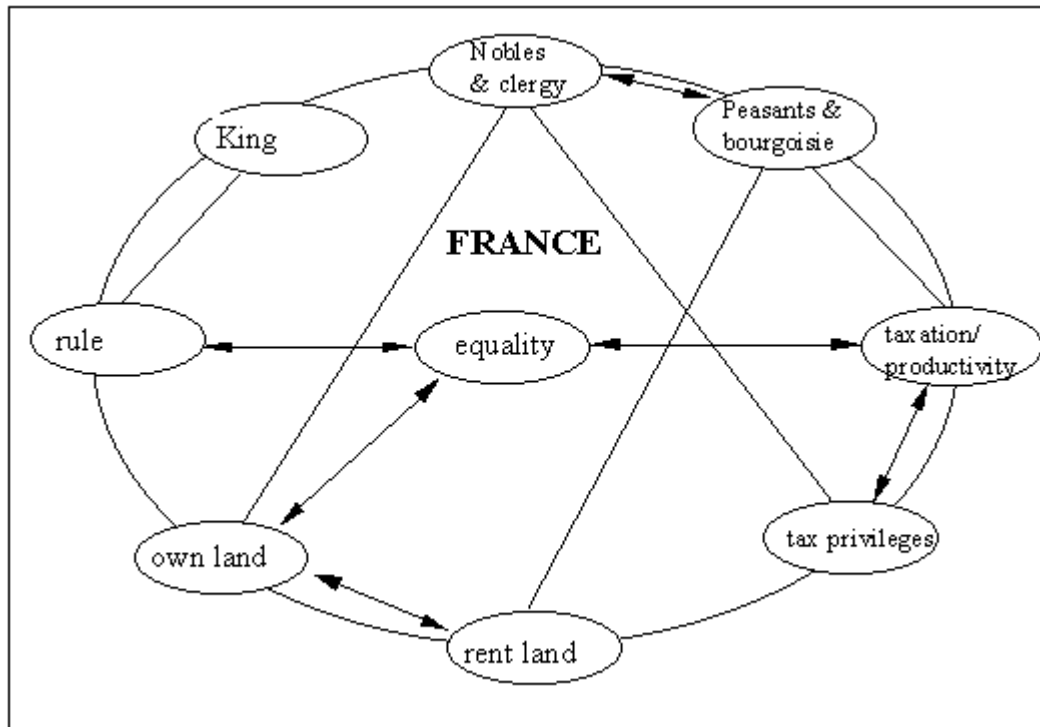 Nobles
& clergy
Peasants &
bourgoisie
King
FRANCE
rule
equality
taxation/
productivity
own land
tax privileges
rent land